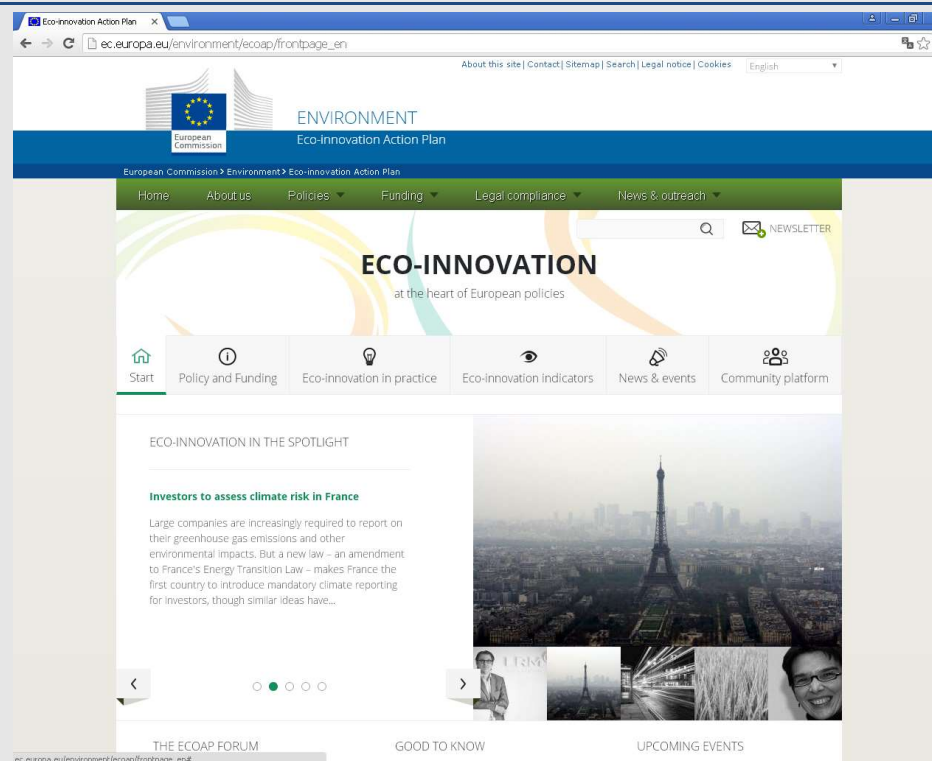 Eco-innovation Action Plan
ec.europa.eu/environment/ecoap/frontpage_en
About this site | Contact | Sitemap | Search | Legal notice | Cookies English
European
Commission
ENVIRONMENT
Eco-innovation Action Plan
European Commission > Environment > Eco-innovation Action Plan
Home About us Policies Funding Legal compliance News & outreach
NEWSLETTER
ECO-INNOVATION
at the heart of European policies
Start Policy and Funding Eco-innovation in practice Eco-innovation indicators News & events Community platform
ECO-INNOVATION IN THE SPOTLIGHT
Investors to assess climate risk in France
Large companies are increasingly required to report on
their greenhouse gas emissions and other
environmental impacts. But a new law – an amendment
to France's Energy Transition Law – makes France the
first country to introduce mandatory climate reporting
for investors, though similar ideas have...
THE ECOAP FORUM GOOD TO KNOW UPCOMING EVENTS
ec.europa.eu/environment/ecoap/frontpage_en#